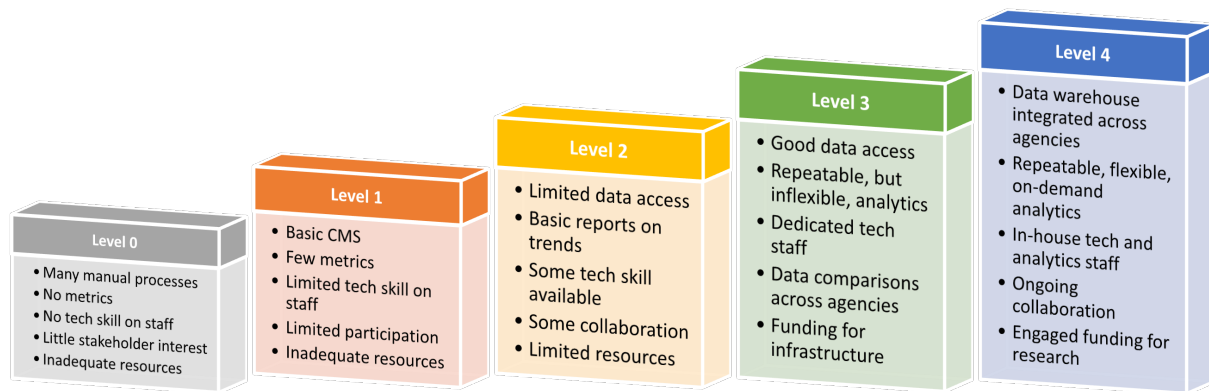 Level 0
• Many manual processes
• No metrics
• No tech skill on staff
• Little stakeholder interest
• Inadequate resources
Level 1
• Basic CMS
• Few metrics
• Limited tech skill on
staff
• Limited participation
• Inadequate resources
Level 2
• Limited data access
• Basic reports on
trends
• Some tech skill
available
• Some collaboration
• Limited resources
Level 3
• Good data access
• Repeatable, but
inflexible, analytics
• Dedicated tech
staff
• Data comparisons
across agencies
• Funding for
infrastructure
Level 4
• Data warehouse
integrated across
agencies
• Repeatable, flexible,
on-demand
analytics
• In-house tech and
analytics staff
• Ongoing
collaboration
• Engaged funding for
research